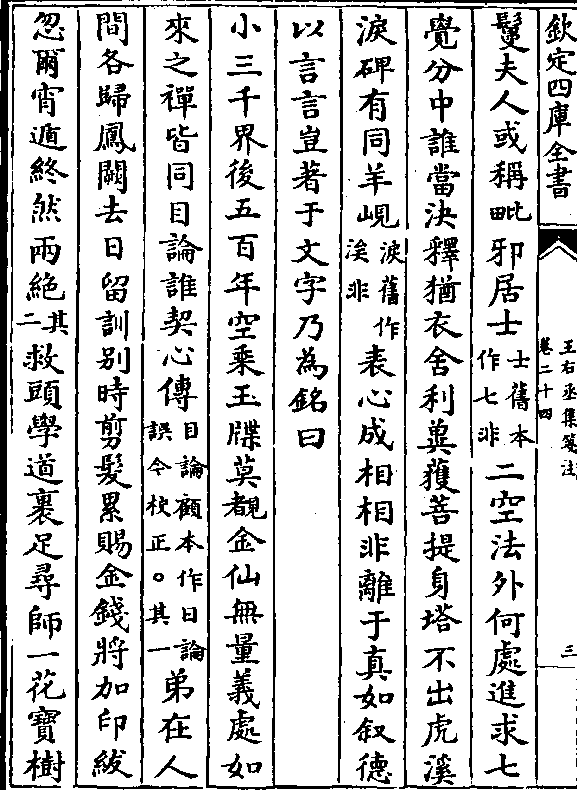 欽定四庫全書
王右丞集箋注
卷二十四
三
鬘夫人或稱毗邪居士士舊本作七非二空法外何處進求七
覺分中誰當決釋猶衣舍利冀獲菩提身塔不出虎溪
淚碑有同羊峴淚舊作涘非表心成相相非離于真如叙德
以言言豈著于文字乃為銘曰
小三千界後五百年空乘玉牒莫覩金仙無量義處如
來之禪皆同目論誰契心傳目論顧本作日論誤今校正。其一弟在人
間各歸鳳闕去日留訓別時剪髮累賜金錢將加印紱
忽爾宵遁終然兩絶其二救頭學道裹足尋師一花寶樹